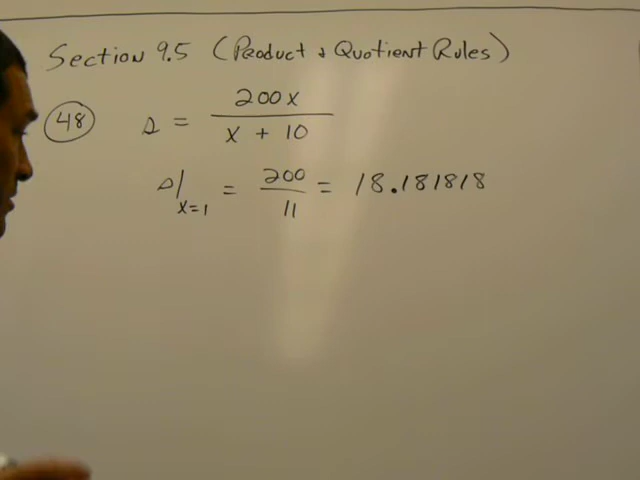 Section 9.5 (Product & Quotient Rules)
48 s = 200x / x + 10
s|x=1 = 200 / 11 = 18.181818